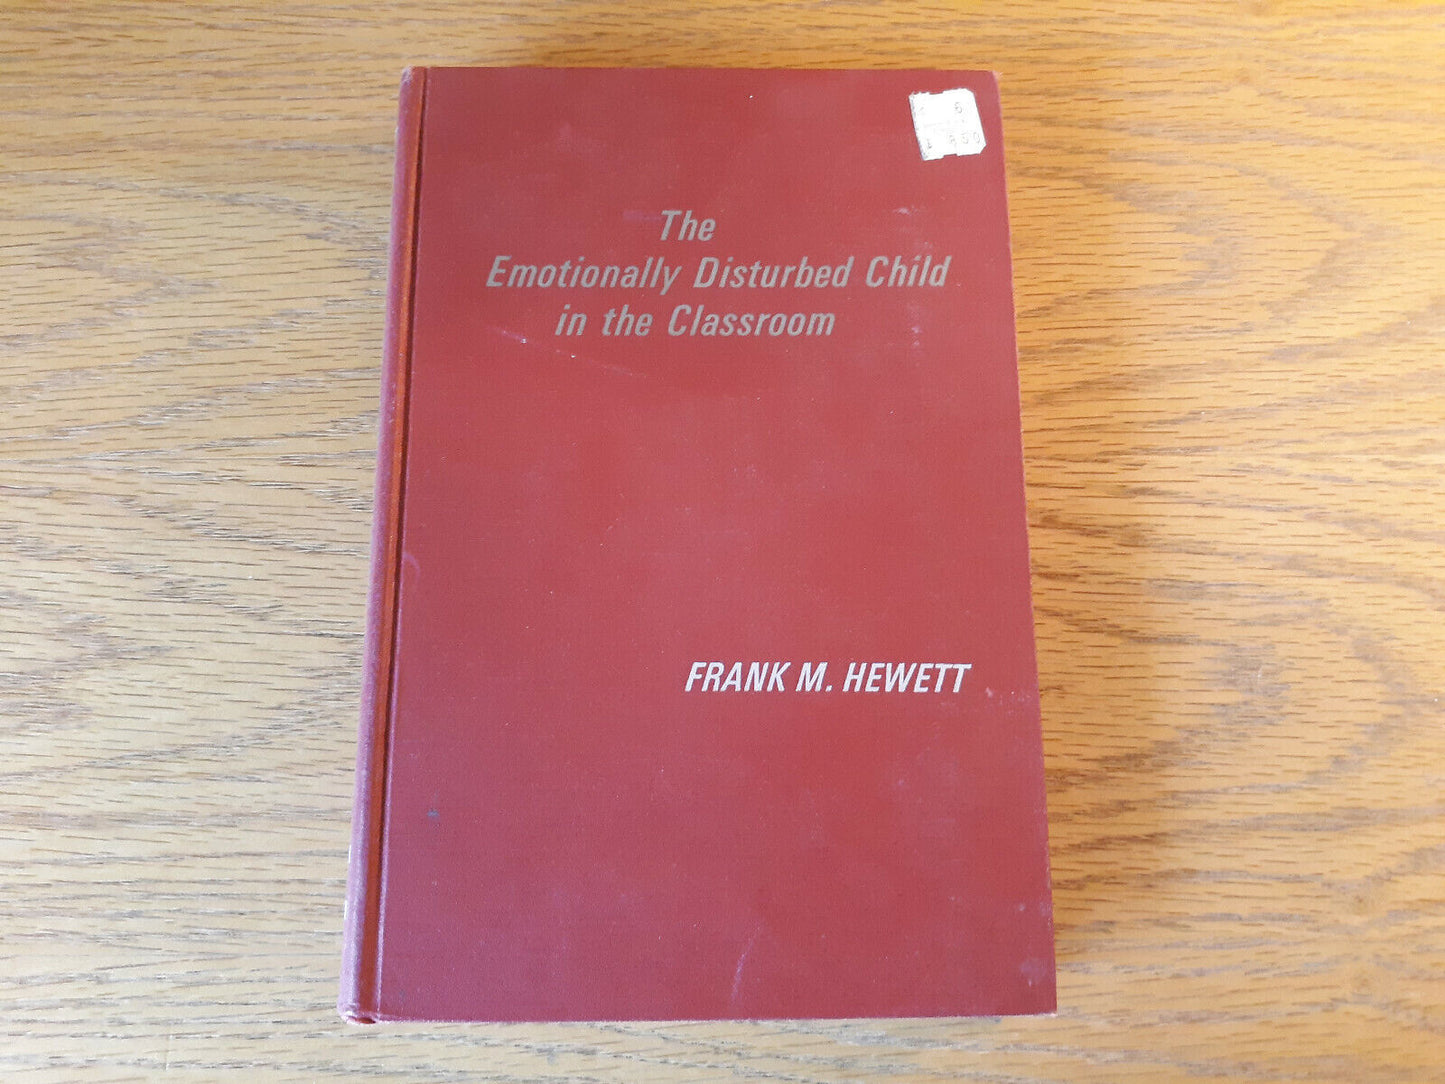 The
Emotionally Disturbed Child
in the Classroom
FRANK M. HEWETT